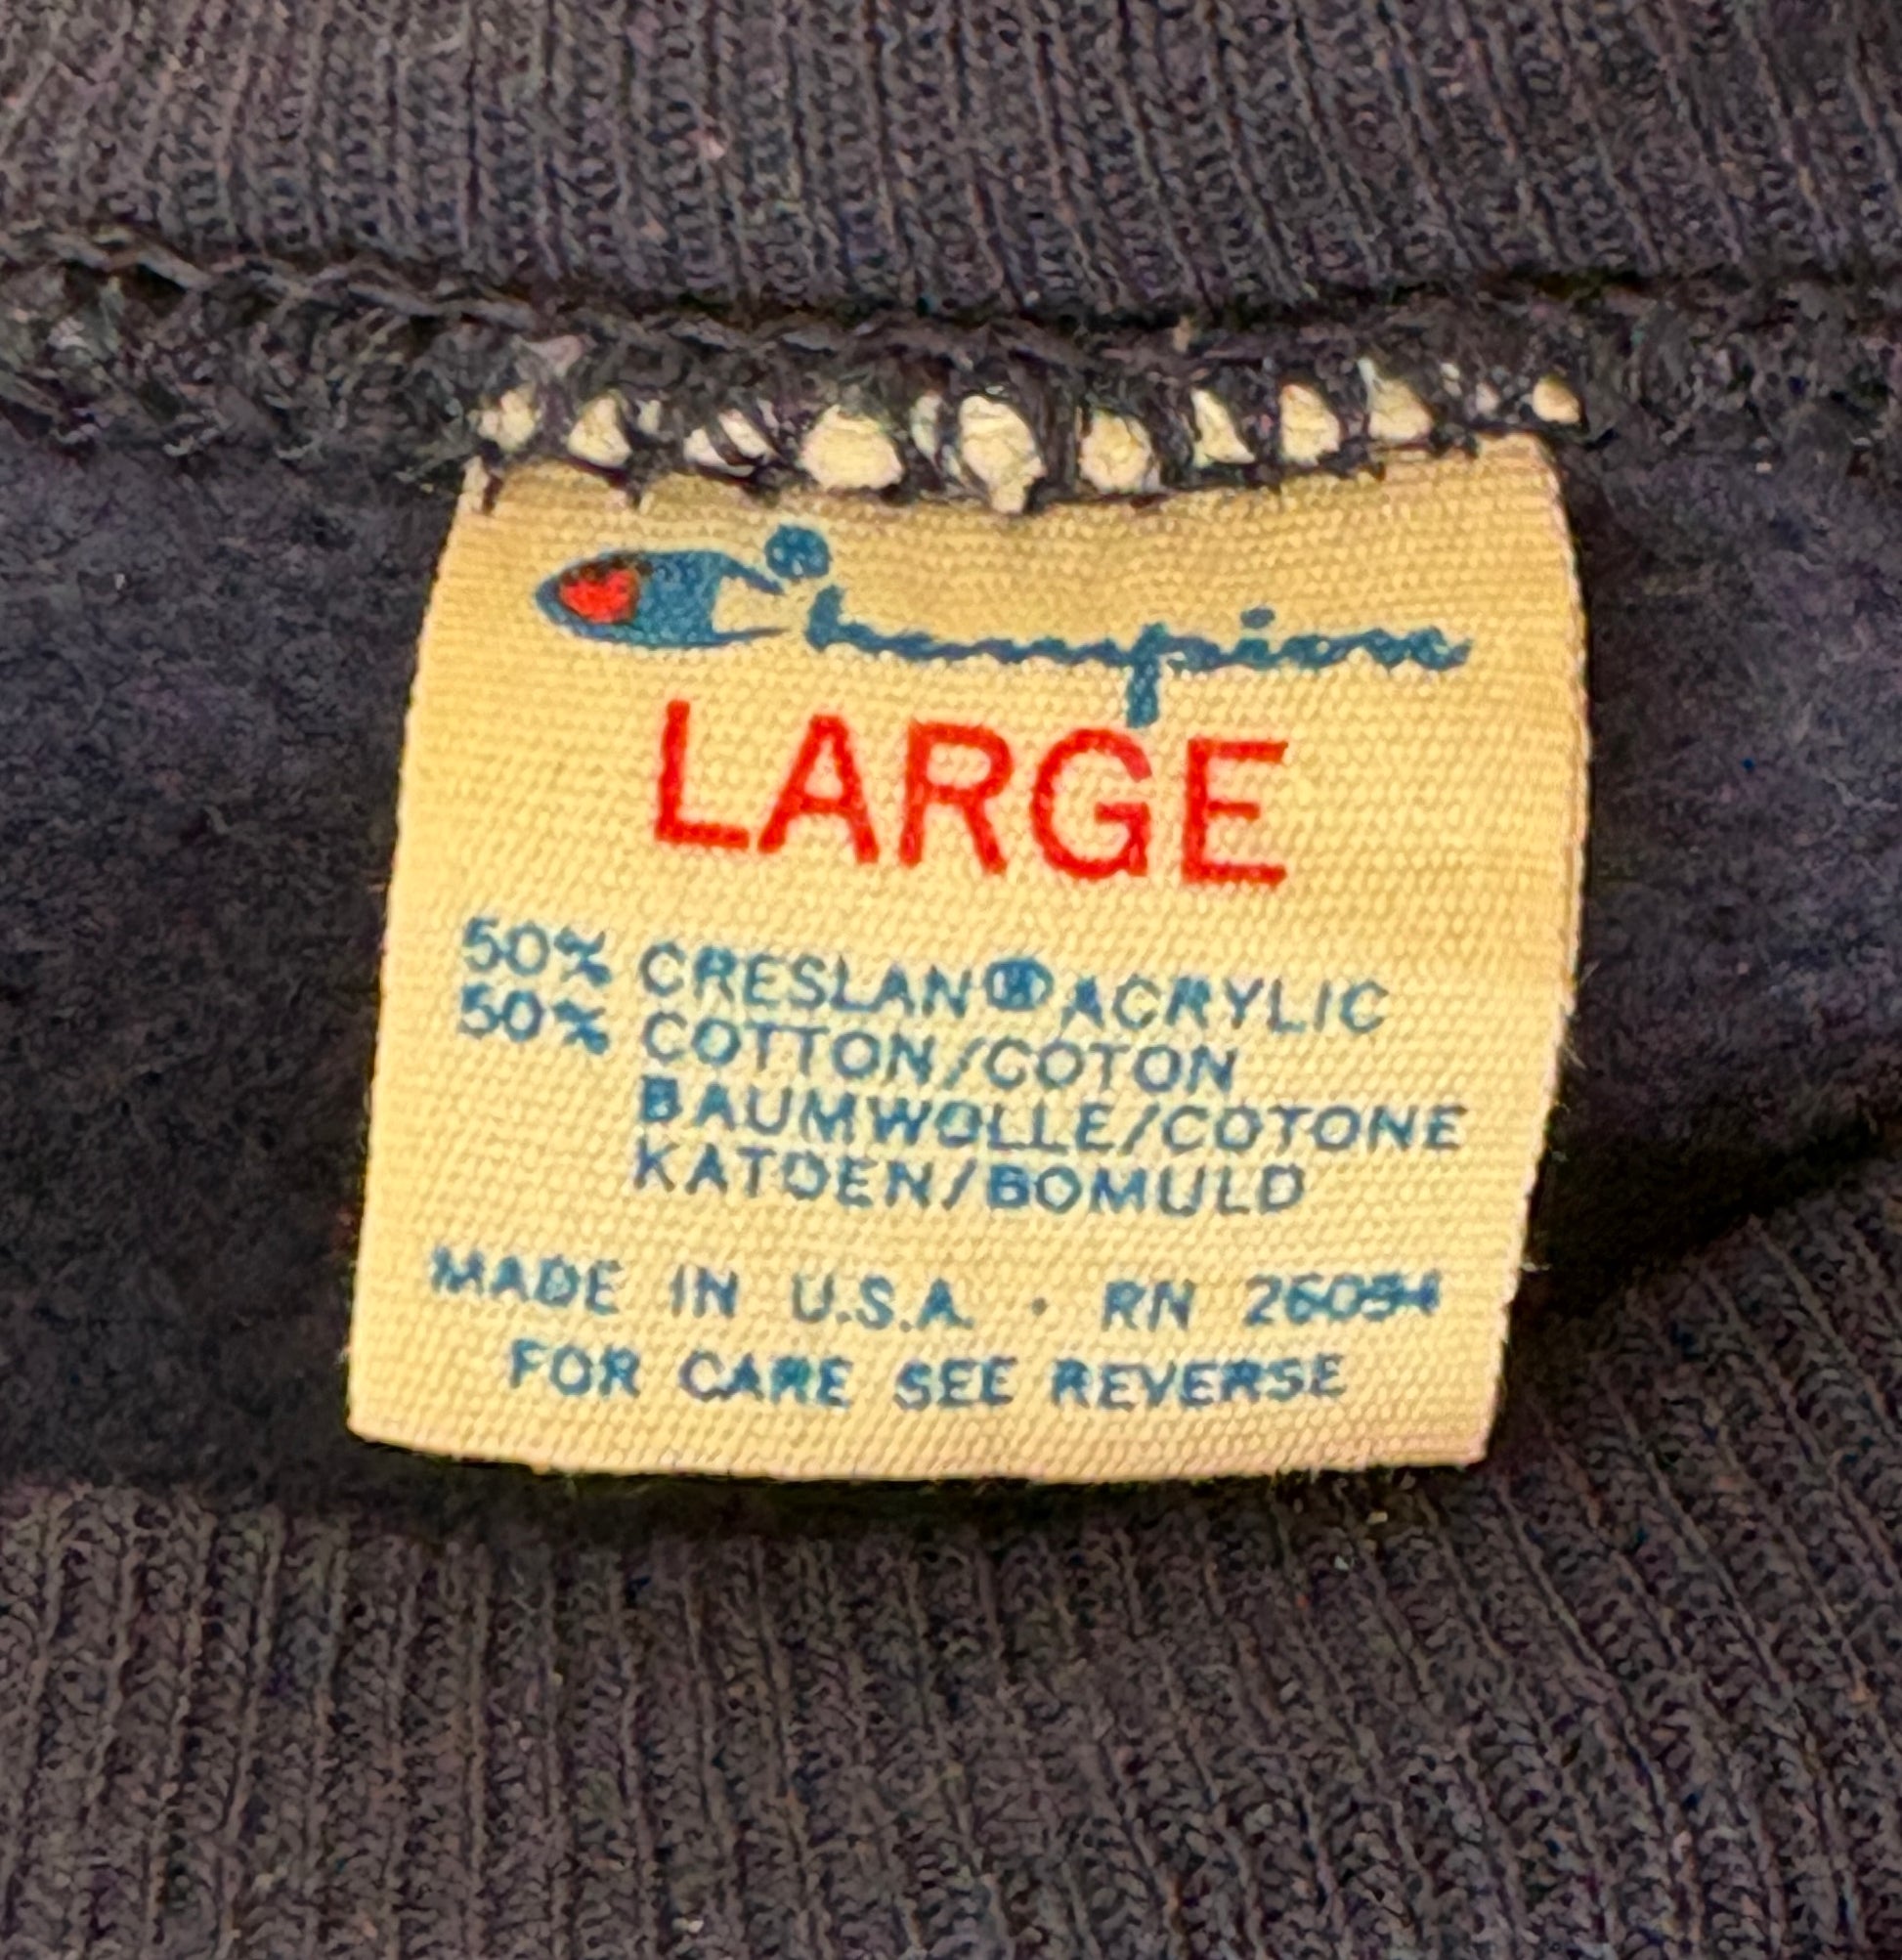 Champion
LARGE
50% CRESLAN® ACRYLIC
50% COTTON/COTON
BAUMWOLLE/COTONE
KATOEN/BOMULD
MADE IN U.S.A. · RN 26094
FOR CARE SEE REVERSE